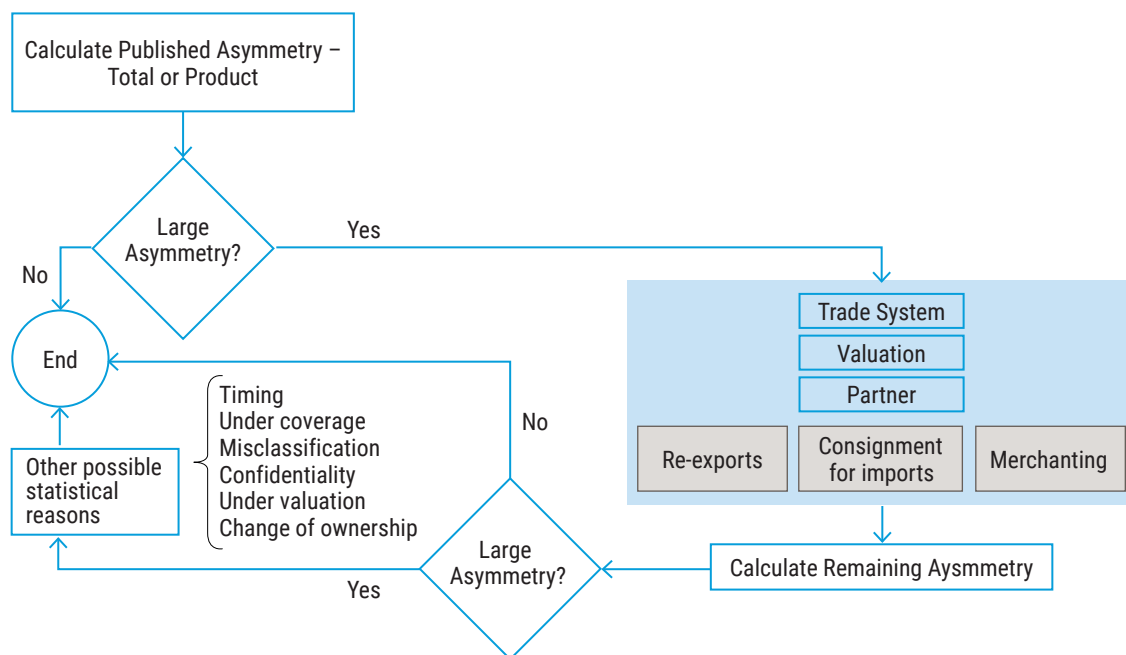 Calculate Published Asymmetry –
Total or Product
Large
Asymmetry?
Yes
No
End
Trade System
Valuation
Partner
Re-exports
Consignment
for imports
Merchanting
Calculate Remaining Aysmmetry
Large
Asymmetry?
No
Yes
Other possible
statistical
reasons
Timing
Under coverage
Misclassification
Confidentiality
Under valuation
Change of ownership